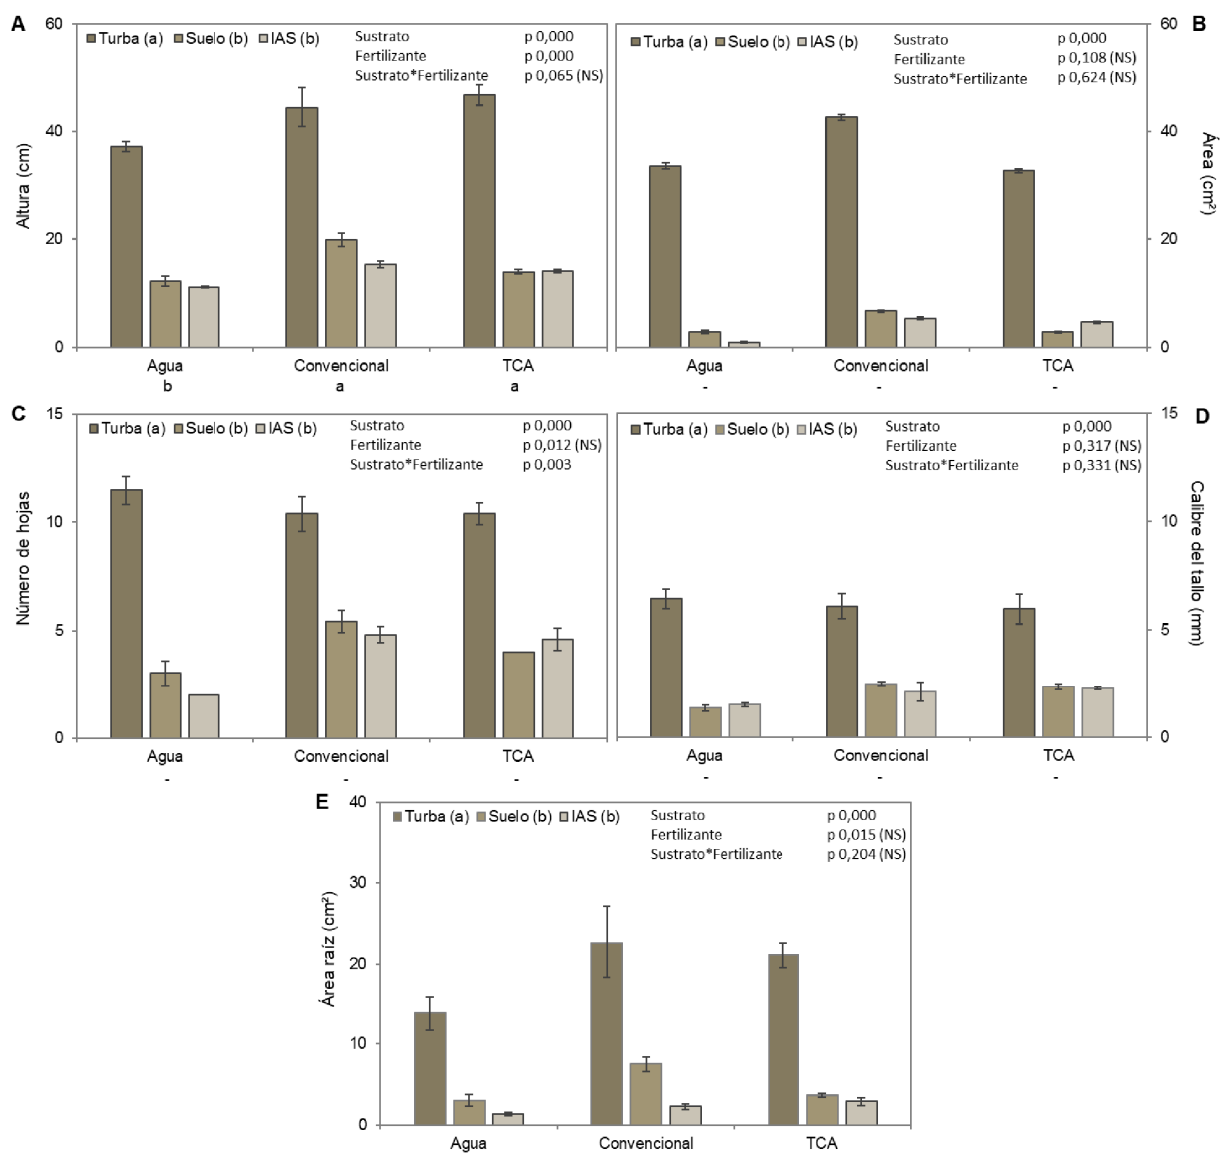 A
60
40
20
0
Altura (cm)
Turba (a) Suelo (b) IAS (b)
Sustrato p 0,000
Fertilizante p 0,000
Sustrato*Fertilizante p 0,065 (NS)
Agua Convencional TCA
b a a
B
60
40
20
0
Área (cm²)
Turba (a) Suelo (b) IAS (b)
Sustrato p 0,000
Fertilizante p 0,108 (NS)
Sustrato*Fertilizante p 0,624 (NS)
Agua Convencional TCA
- - -
C
15
10
5
0
Número de hojas
Turba (a) Suelo (b) IAS (b)
Sustrato p 0,000
Fertilizante p 0,012 (NS)
Sustrato*Fertilizante p 0,003
Agua Convencional TCA
- - -
D
15
10
5
0
Calibre del tallo (mm)
Turba (a) Suelo (b) IAS (b)
Sustrato p 0,000
Fertilizante p 0,317 (NS)
Sustrato*Fertilizante p 0,331 (NS)
Agua Convencional TCA
- - -
E
40
30
20
10
0
Área raíz (cm²)
Turba (a) Suelo (b) IAS (b)
Sustrato p 0,000
Fertilizante p 0,015 (NS)
Sustrato*Fertilizante p 0,204 (NS)
Agua Convencional TCA